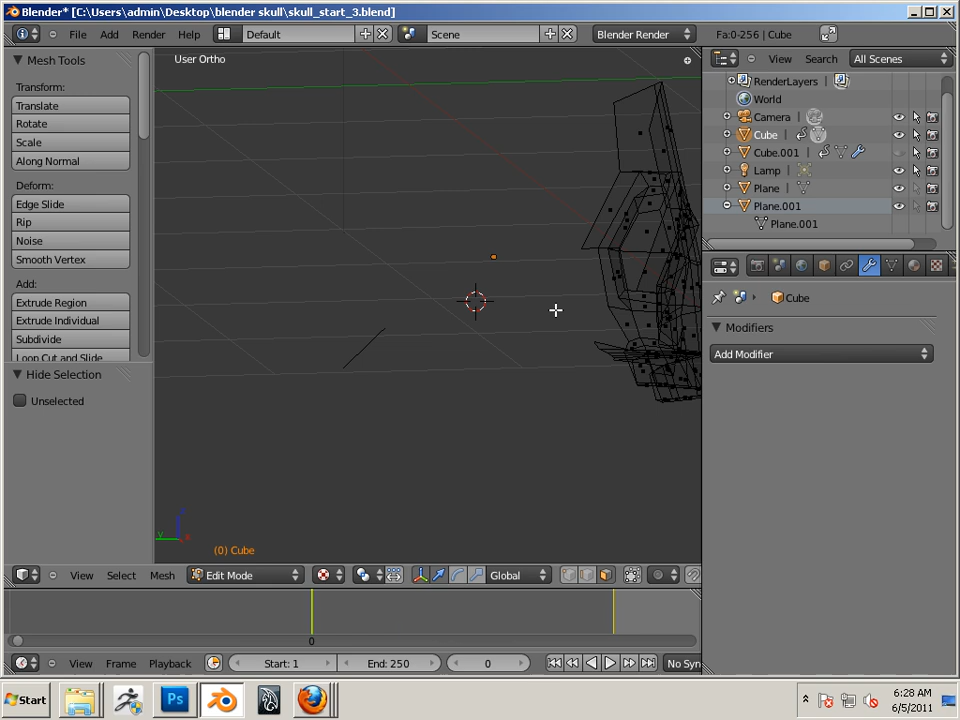 Blender* [C:\Users\admin\Desktop\blender skull\skull_start_3.blend]
File Add Render Help Default Scene Blender Render Fa:0-256 | Cube
Mesh Tools
Transform:
Translate
Rotate
Scale
Along Normal
Deform:
Edge Slide
Rip
Noise
Smooth Vertex
Add:
Extrude Region
Extrude Individual
Subdivide
Loop Cut and Slide
Hide Selection
Unselected
User Ortho
y
x
(0) Cube
View Search All Scenes
RenderLayers
World
Camera
Cube
Cube.001
Lamp
Plane
Plane.001
Plane.001
Cube
Modifiers
Add Modifier
View Select Mesh Edit Mode Global
0
View Frame Playback Start: 1 End: 250 0 No Syn
Start Ps 6:28 AM
6/5/2011